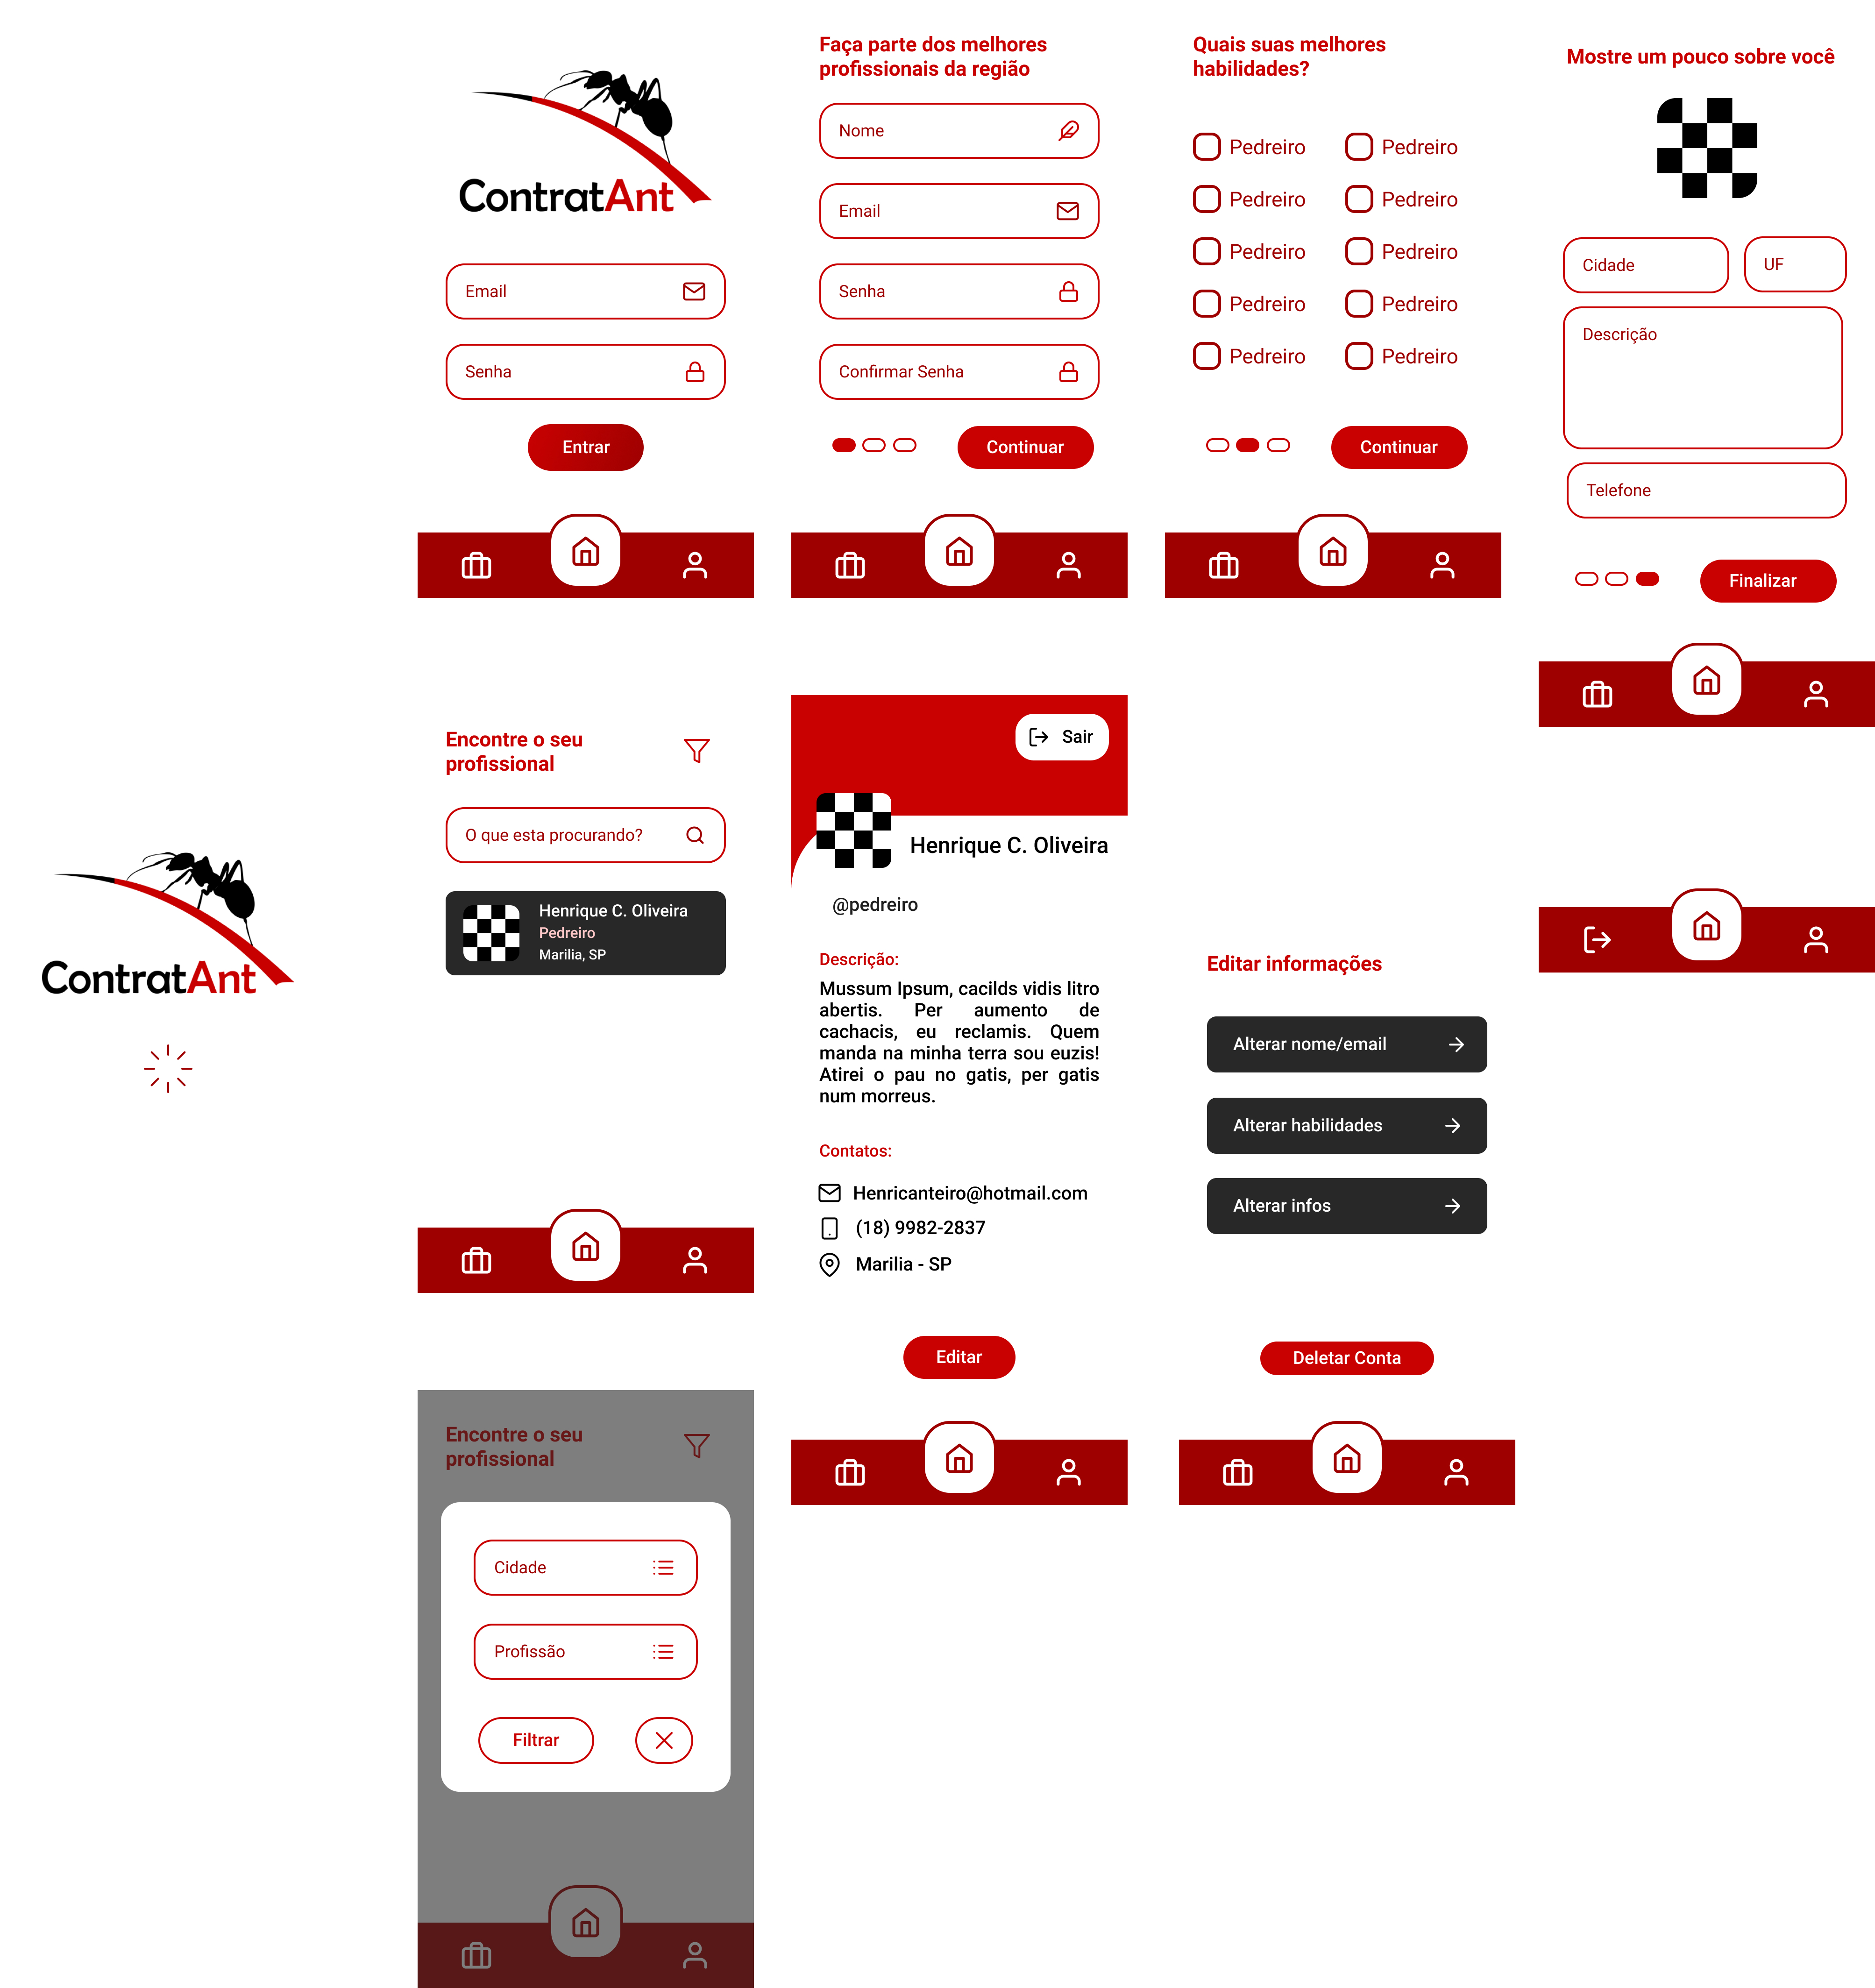 ContratAnt
Email
Senha
Entrar
Faça parte dos melhores
profissionais da região
Nome
Email
Senha
Confirmar Senha
Continuar
Quais suas melhores
habilidades?
Pedreiro
Pedreiro
Pedreiro
Pedreiro
Pedreiro
Pedreiro
Pedreiro
Pedreiro
Pedreiro
Pedreiro
Continuar
Mostre um pouco sobre você
Cidade
UF
Descrição
Telefone
Finalizar
ContratAnt
Encontre o seu
profissional
O que esta procurando?
Henrique C. Oliveira
Pedreiro
Marilia, SP
Sair
Henrique C. Oliveira
@pedreiro
Descrição:
Mussum Ipsum, cacilds vidis litro
abertis. Per aumento de
cachacis, eu reclamis. Quem
manda na minha terra sou euzis!
Atirei o pau no gatis, per gatis
num morreus.
Contatos:
Henricanteiro@hotmail.com
(18) 9982-2837
Marilia - SP
Editar
Editar informações
Alterar nome/email
Alterar habilidades
Alterar infos
Deletar Conta
Encontre o seu
profissional
Cidade
Profissão
Filtrar